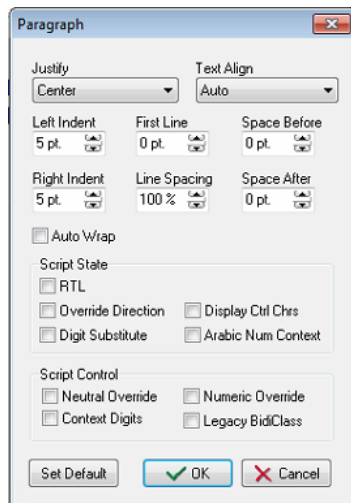 Paragraph
Justify Text Align
Center Auto
Left Indent First Line Space Before
5 pt. 0 pt. 0 pt.
Right Indent Line Spacing Space After
5 pt. 100 % 0 pt.
Auto Wrap
Script State
RTL
Override Direction Display Ctrl Chrs
Digit Substitute Arabic Num Context
Script Control
Neutral Override Numeric Override
Context Digits Legacy BidiClass
Set Default OK Cancel